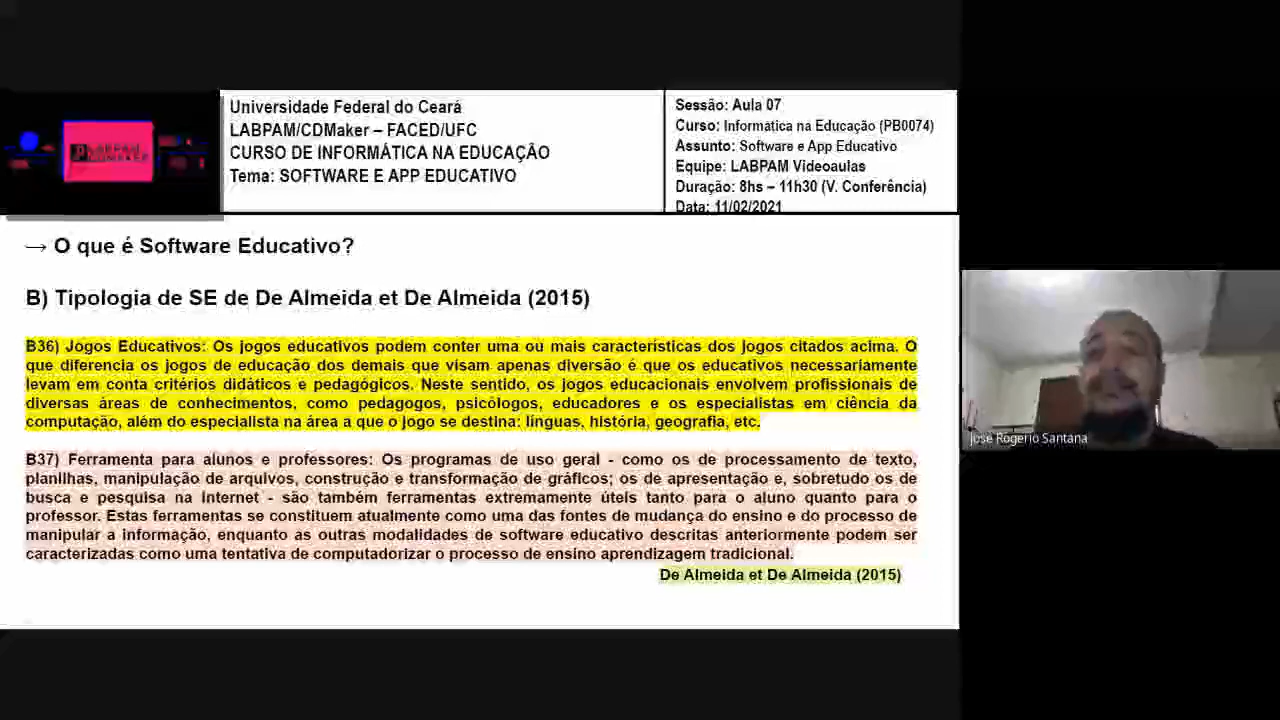 Universidade Federal do Ceará
LABPAM/CDMaker – FACED/UFC
CURSO DE INFORMÁTICA NA EDUCAÇÃO
Tema: SOFTWARE E APP EDUCATIVO
Sessão: Aula 07
Curso: Informática na Educação (PB0074)
Assunto: Software e App Educativo
Equipe: LABPAM Videoaulas
Duração: 8hs – 11h30 (V. Conferência)
Data: 11/02/2021
→ O que é Software Educativo?
B) Tipologia de SE de De Almeida et De Almeida (2015)
B36) Jogos Educativos: Os jogos educativos podem conter uma ou mais características dos jogos citados acima. O
que diferencia os jogos de educação dos demais que visam apenas diversão é que os educativos necessariamente
levam em conta critérios didáticos e pedagógicos. Neste sentido, os jogos educacionais envolvem profissionais de
diversas áreas de conhecimentos, como pedagogos, psicólogos, educadores e os especialistas em ciência da
computação, além do especialista na área a que o jogo se destina: línguas, história, geografia, etc.
B37) Ferramenta para alunos e professores: Os programas de uso geral - como os de processamento de texto,
planilhas, manipulação de arquivos, construção e transformação de gráficos; os de apresentação e, sobretudo os de
busca e pesquisa na Internet - são também ferramentas extremamente úteis tanto para o aluno quanto para o
professor. Estas ferramentas se constituem atualmente como uma das fontes de mudança do ensino e do processo de
manipular a informação, enquanto as outras modalidades de software educativo descritas anteriormente podem ser
caracterizadas como uma tentativa de computadorizar o processo de ensino aprendizagem tradicional.
De Almeida et De Almeida (2015)
José Rogério Santana